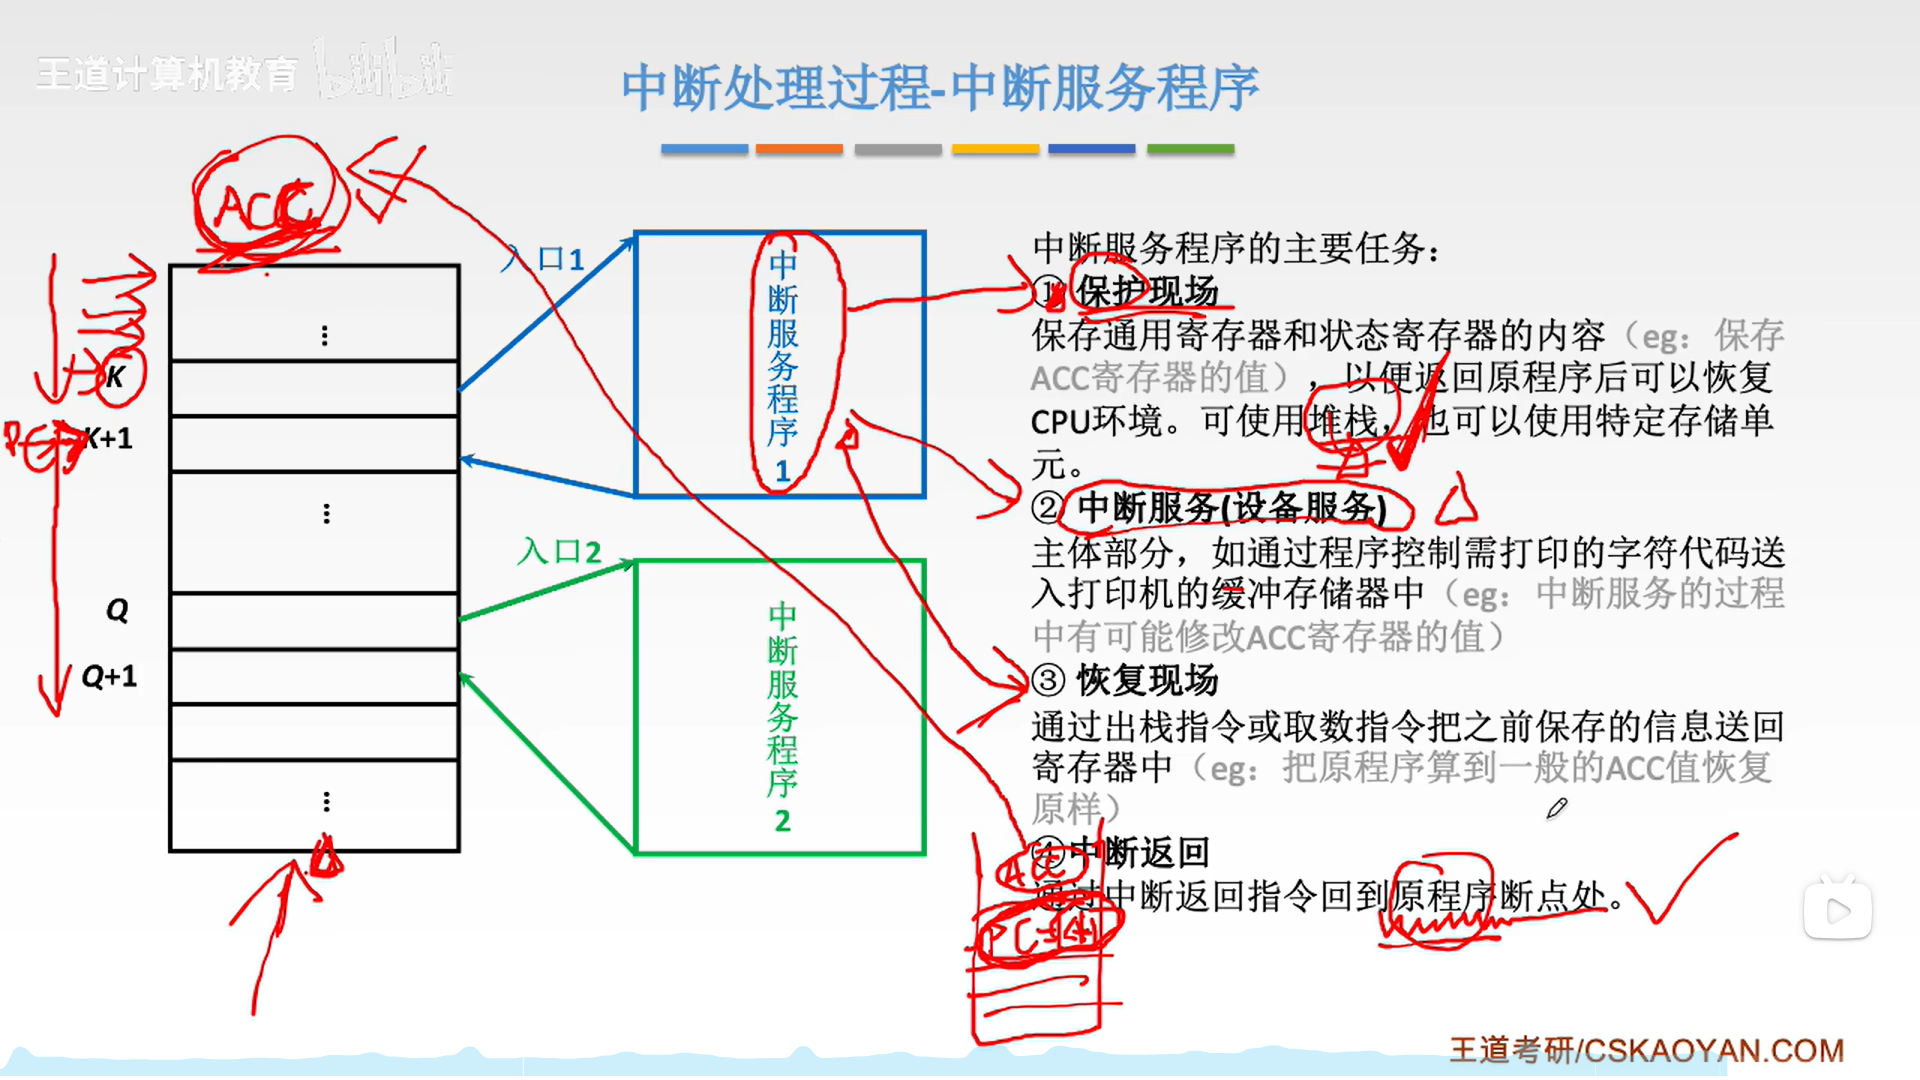 王道计算机教育 bilibili
中断处理过程-中断服务程序
ACC
入口1
中断服务程序1
K
PC
K+1
Q
Q+1
入口2
中断服务程序2
中断服务程序的主要任务：
① 保护现场
保存通用寄存器和状态寄存器的内容（eg：保存
ACC寄存器的值），以便返回原程序后可以恢复
CPU环境。可使用堆栈，也可以使用特定存储单
元。
② 中断服务(设备服务)
主体部分，如通过程序控制需打印的字符代码送
入打印机的缓冲存储器中（eg：中断服务的过程
中有可能修改ACC寄存器的值）
③ 恢复现场
通过出栈指令或取数指令把之前保存的信息送回
寄存器中（eg：把原程序算到一般的ACC值恢复
原样）
④ 中断返回
通过中断返回指令回到原程序断点处。
ACC
王道考研/CSKAOYAN.COM